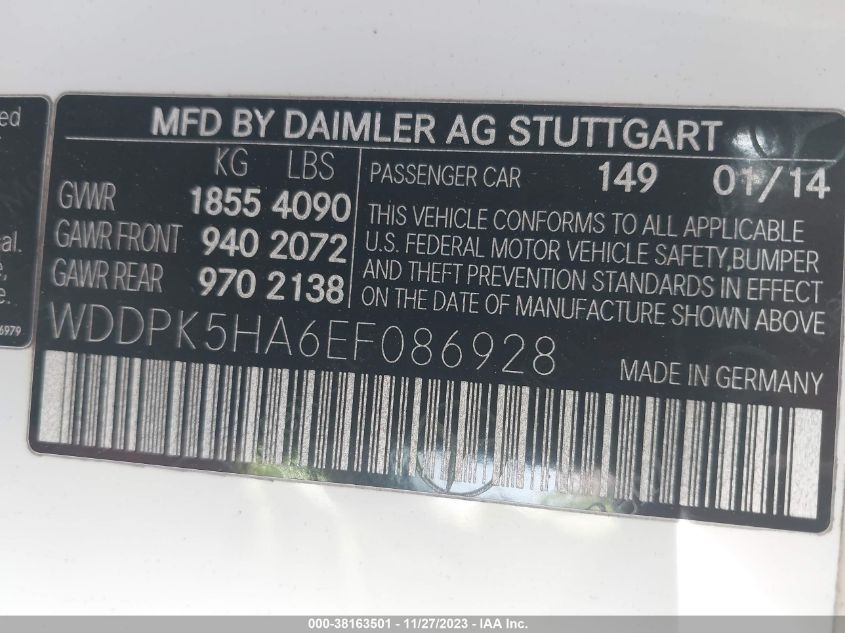 ed
al.
e,
e.
6979
MFD BY DAIMLER AG STUTTGART
KG LBS
GVWR 1855 4090
GAWR FRONT 940 2072
GAWR REAR 970 2138
PASSENGER CAR 149 01/14
THIS VEHICLE CONFORMS TO ALL APPLICABLE
U.S. FEDERAL MOTOR VEHICLE SAFETY,BUMPER
AND THEFT PREVENTION STANDARDS IN EFFECT
ON THE DATE OF MANUFACTURE SHOWN ABOVE
WDDPK5HA6EF086928
MADE IN GERMANY
000-38163501 - 11/27/2023 - IAA Inc.